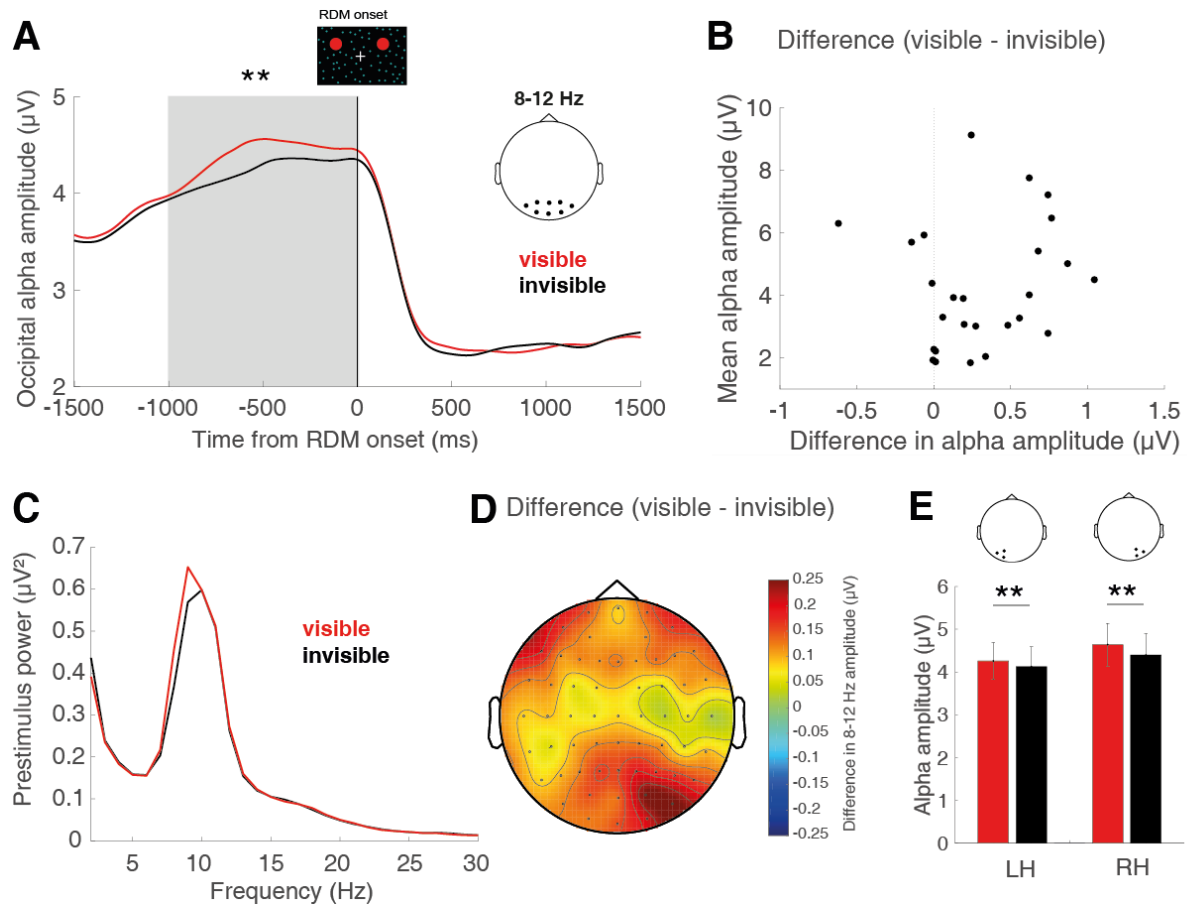 A
RDM onset
**
8-12 Hz
visible
invisible
Occipital alpha amplitude (µV)
5
4
3
2
-1500
-1000
-500
0
500
1000
1500
Time from RDM onset (ms)
B
Difference (visible - invisible)
Mean alpha amplitude (µV)
10
8
6
4
2
-1
-0.5
0
0.5
1
1.5
Difference in alpha amplitude (µV)
C
Prestimulus power (µV²)
0.7
0.6
0.5
0.4
0.3
0.2
0.1
0
visible
invisible
5
10
15
20
25
30
Frequency (Hz)
D
Difference (visible - invisible)
0.25
0.2
0.15
0.1
0.05
0
-0.05
-0.1
-0.15
-0.2
-0.25
Difference in 8-12 Hz amplitude (µV)
E
**
**
Alpha amplitude (µV)
6
5
4
3
2
1
0
LH
RH